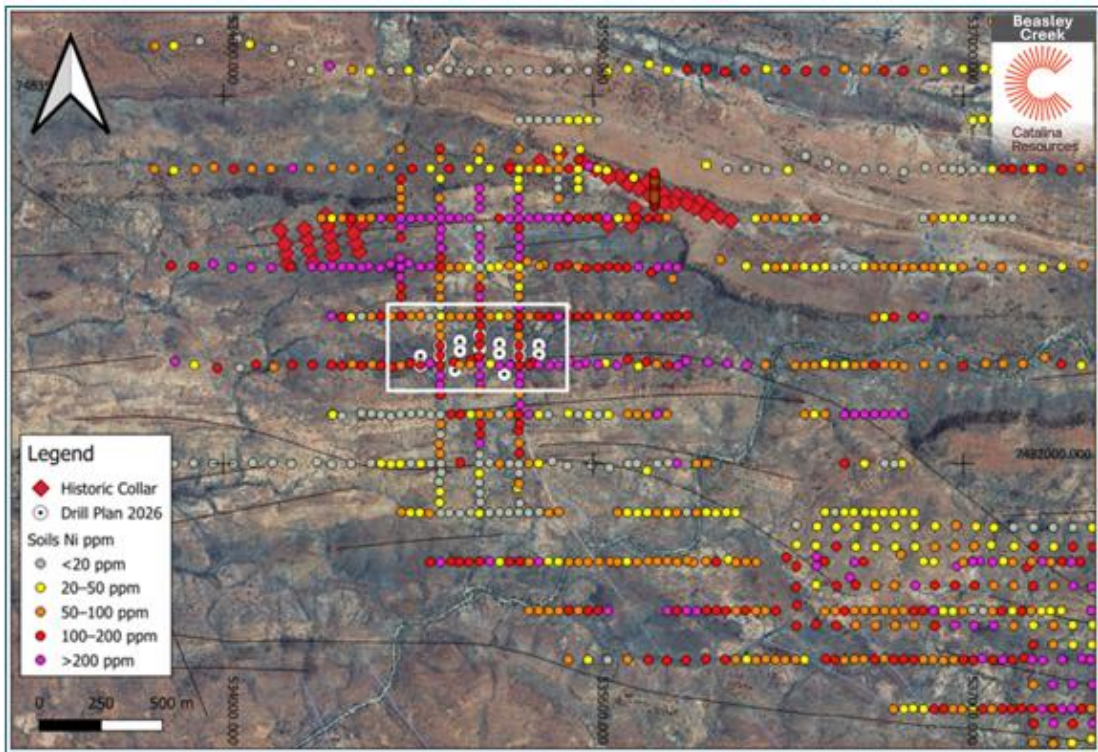 Beasley
Creek
Catalina
Resources
7482000.000
Legend
Historic Collar
Drill Plan 2026
Soils Ni ppm
<20 ppm
20–50 ppm
50–100 ppm
100–200 ppm
>200 ppm
0 250 500 m